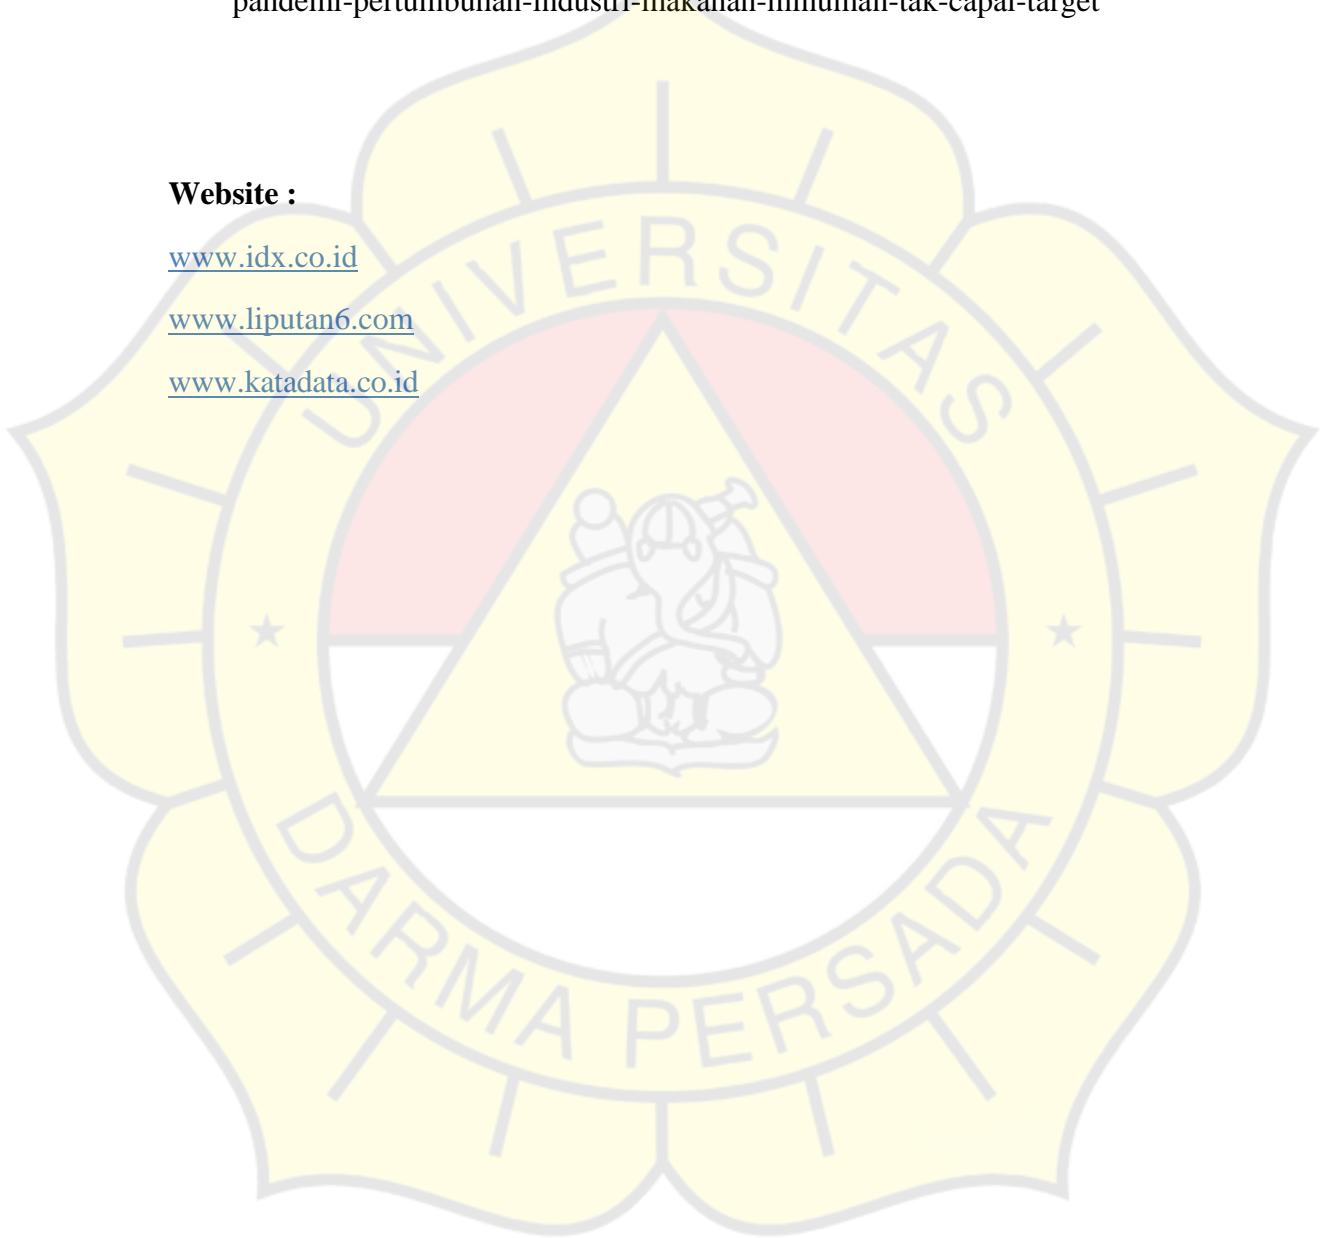 pandemi-pertumbuhan-industri-makanan-minuman-tak-capai-target
Website :
www.idx.co.id
www.liputan6.com
www.katadata.co.id
UNIVERSITAS
DARMA PERSADA